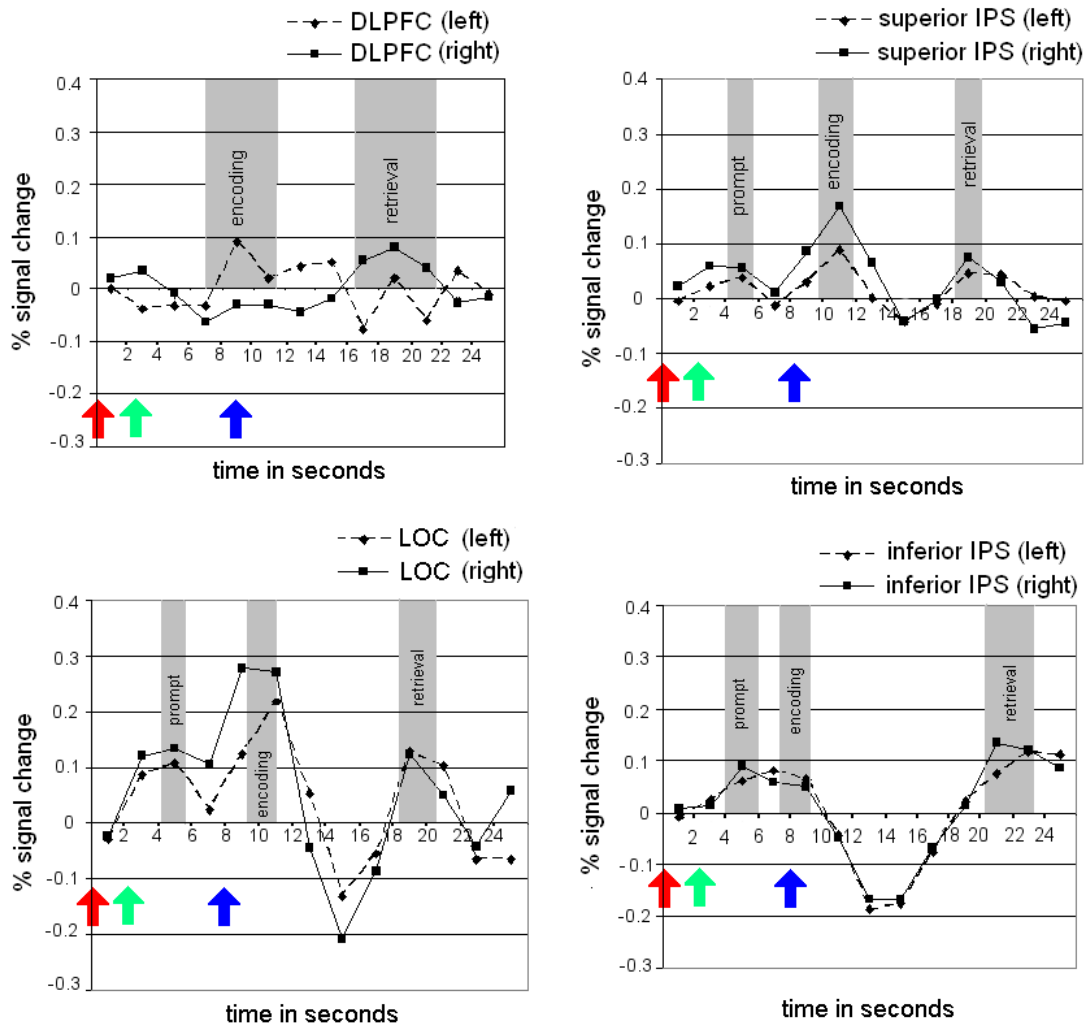 DLPFC (left)
DLPFC (right)
0.4
0.3
0.2
0.1
0
-0.1
-0.2
-0.3
% signal change
encoding
retrieval
2 4 6 8 10 12 14 16 18 20 22 24
time in seconds
superior IPS (left)
superior IPS (right)
0.4
0.3
0.2
0.1
0
-0.1
-0.2
-0.3
% signal change
prompt
encoding
retrieval
2 4 6 8 10 12 14 16 18 20 22 24
time in seconds
LOC (left)
LOC (right)
0.4
0.3
0.2
0.1
0
-0.1
-0.2
-0.3
% signal change
prompt
encoding
retrieval
2 4 6 8 10 12 14 16 18 20 22 24
time in seconds
inferior IPS (left)
inferior IPS (right)
0.4
0.3
0.2
0.1
0
-0.1
-0.2
-0.3
% signal change
prompt
encoding
retrieval
2 4 6 8 10 12 14 16 18 20 22 24
time in seconds